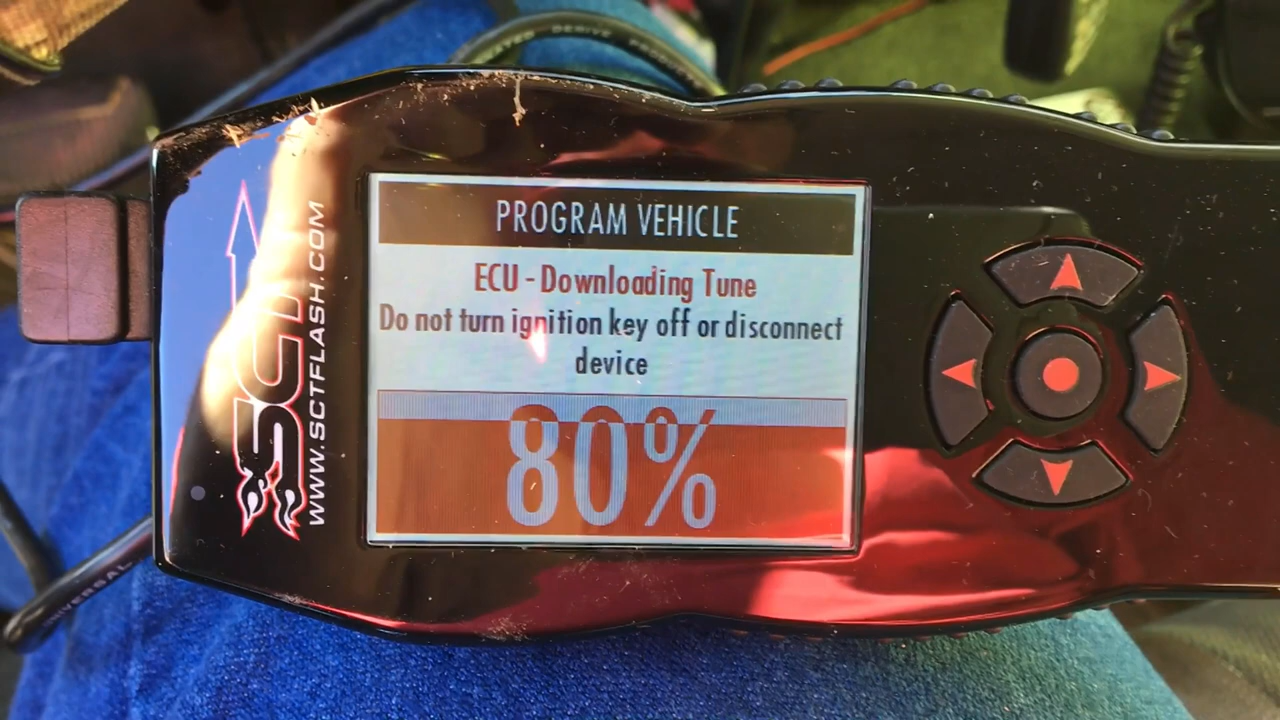 PROGRAM VEHICLE
ECU - Downloading Tune
Do not turn ignition key off or disconnect
device
80%
SCT
WWW.SCTFLASH.COM
UNIVERSAL